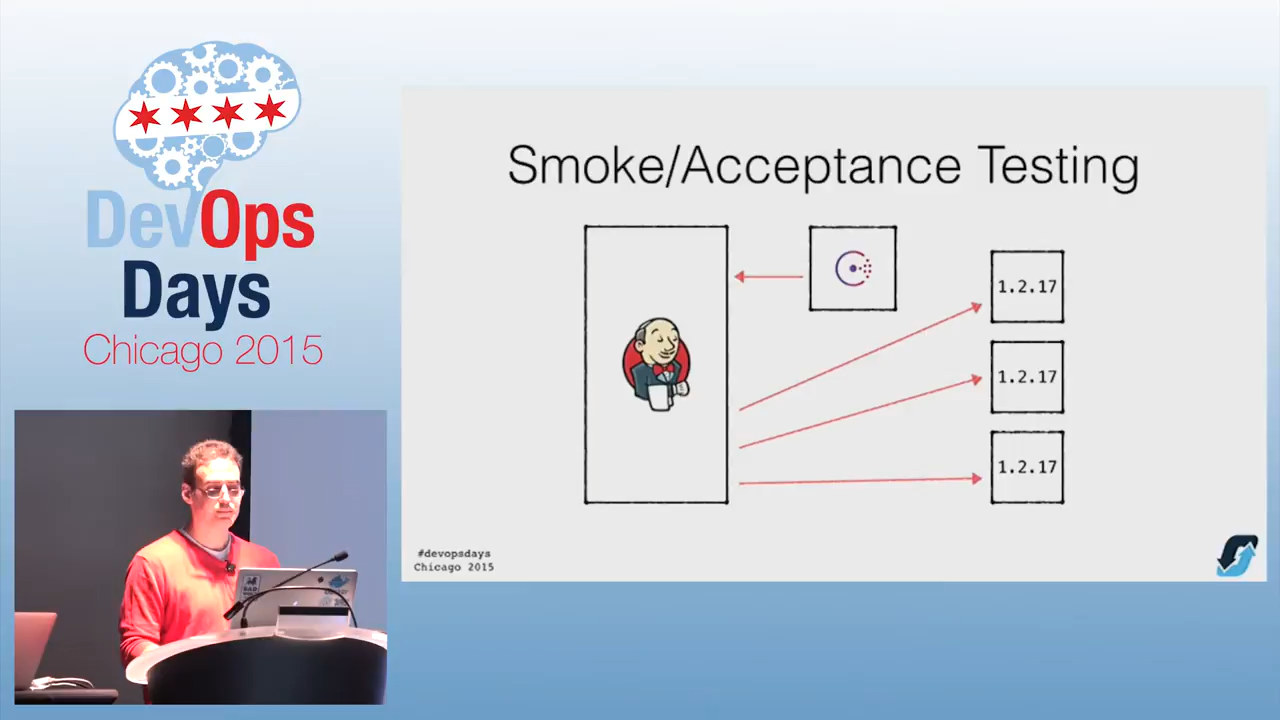 DevOps
Days
Chicago 2015
Smoke/Acceptance Testing
1.2.17
1.2.17
1.2.17
#devopsdays
Chicago 2015